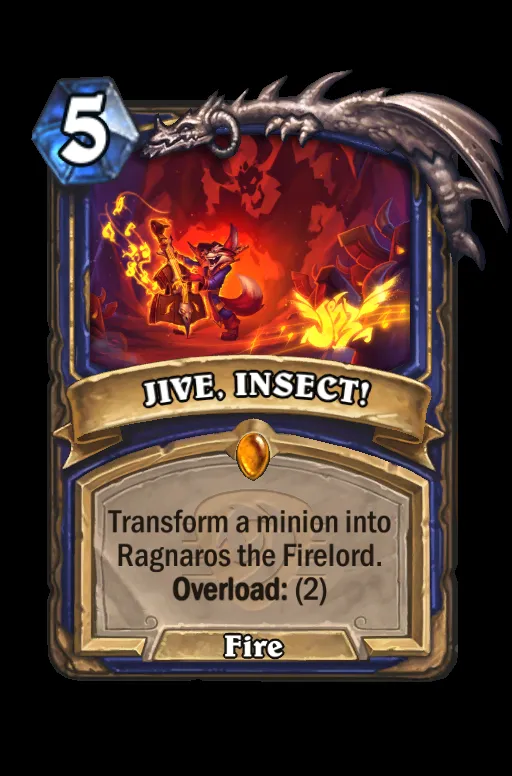 5
JIVE, INSECT!
Transform a minion into
Ragnaros the Firelord.
Overload: (2)
Fire